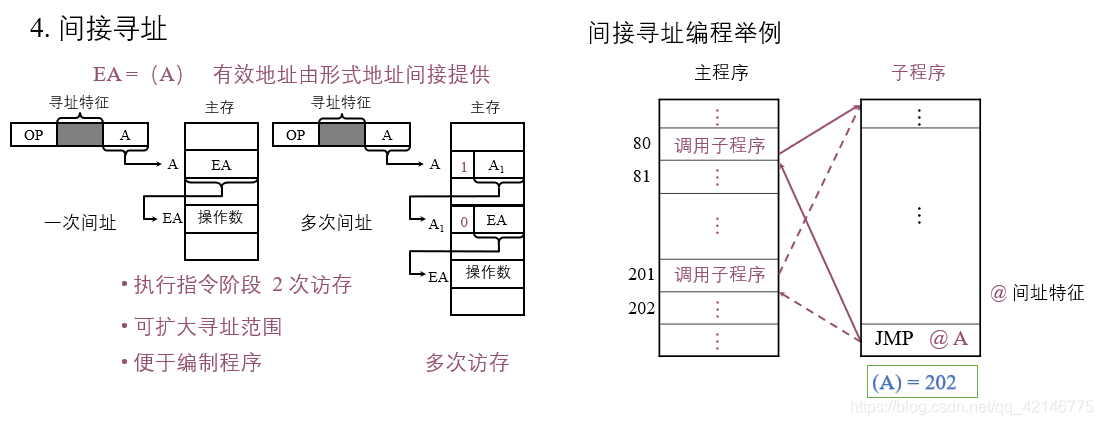 4. 间接寻址
EA =（A） 有效地址由形式地址间接提供
寻址特征
主存
OP
A
A
EA
EA
操作数
一次间址
寻址特征
主存
OP
A
A
1
A1
A1
0
EA
EA
操作数
多次间址
• 执行指令阶段 2 次访存
• 可扩大寻址范围
• 便于编制程序
多次访存
间接寻址编程举例
主程序
子程序
⋮
⋮
80
调用子程序
81
⋮
⋮
⋮
201
调用子程序
202
⋮
⋮
@ 间址特征
JMP @ A
(A) = 202
https://blog.csdn.net/qq_42146775